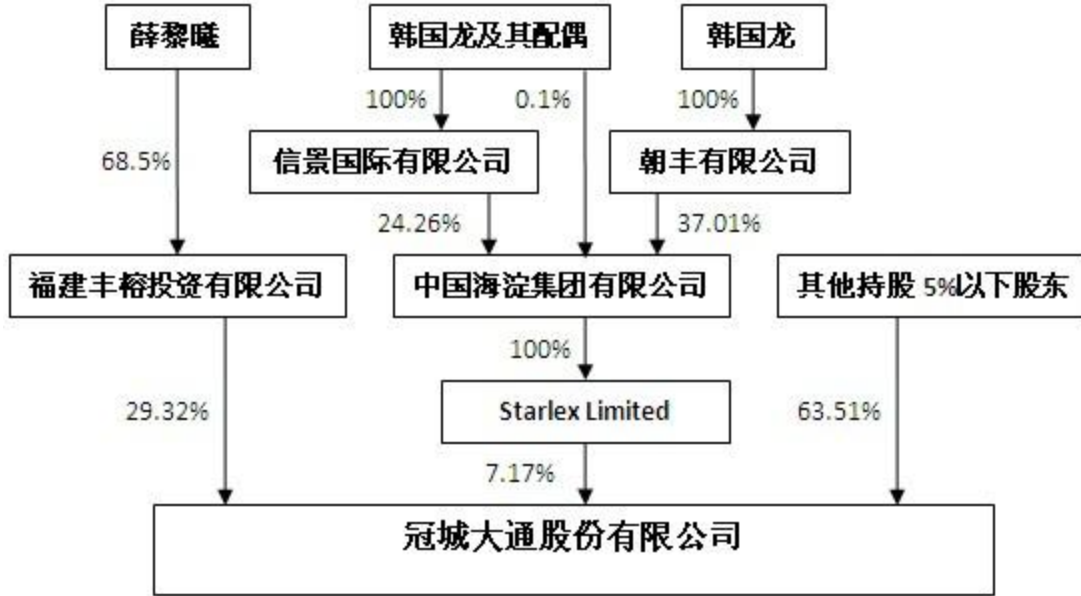 薛黎曦
韩国龙及其配偶
韩国龙
100%
0.1%
100%
68.5%
信景国际有限公司
朝丰有限公司
24.26%
37.01%
福建丰榕投资有限公司
中国海淀集团有限公司
其他持股 5%以下股东
100%
29.32%
Starlex Limited
63.51%
7.17%
冠城大通股份有限公司